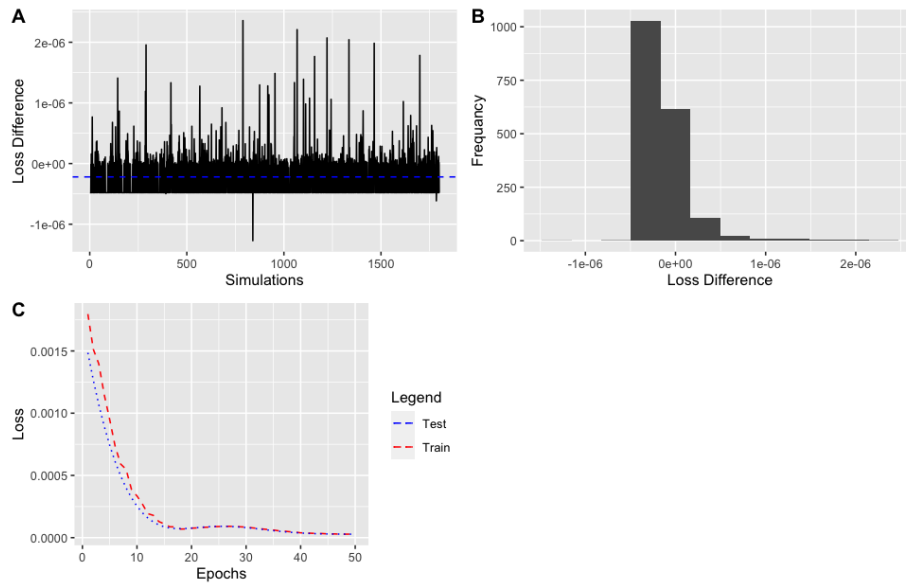 A
Loss Difference
2e-06
1e-06
0e+00
-1e-06
0
500
1000
1500
Simulations
B
Frequancy
1000
750
500
250
0
-1e-06
0e+00
1e-06
2e-06
Loss Difference
C
Loss
0.0015
0.0010
0.0005
0.0000
0
10
20
30
40
50
Epochs
Legend
Test
Train